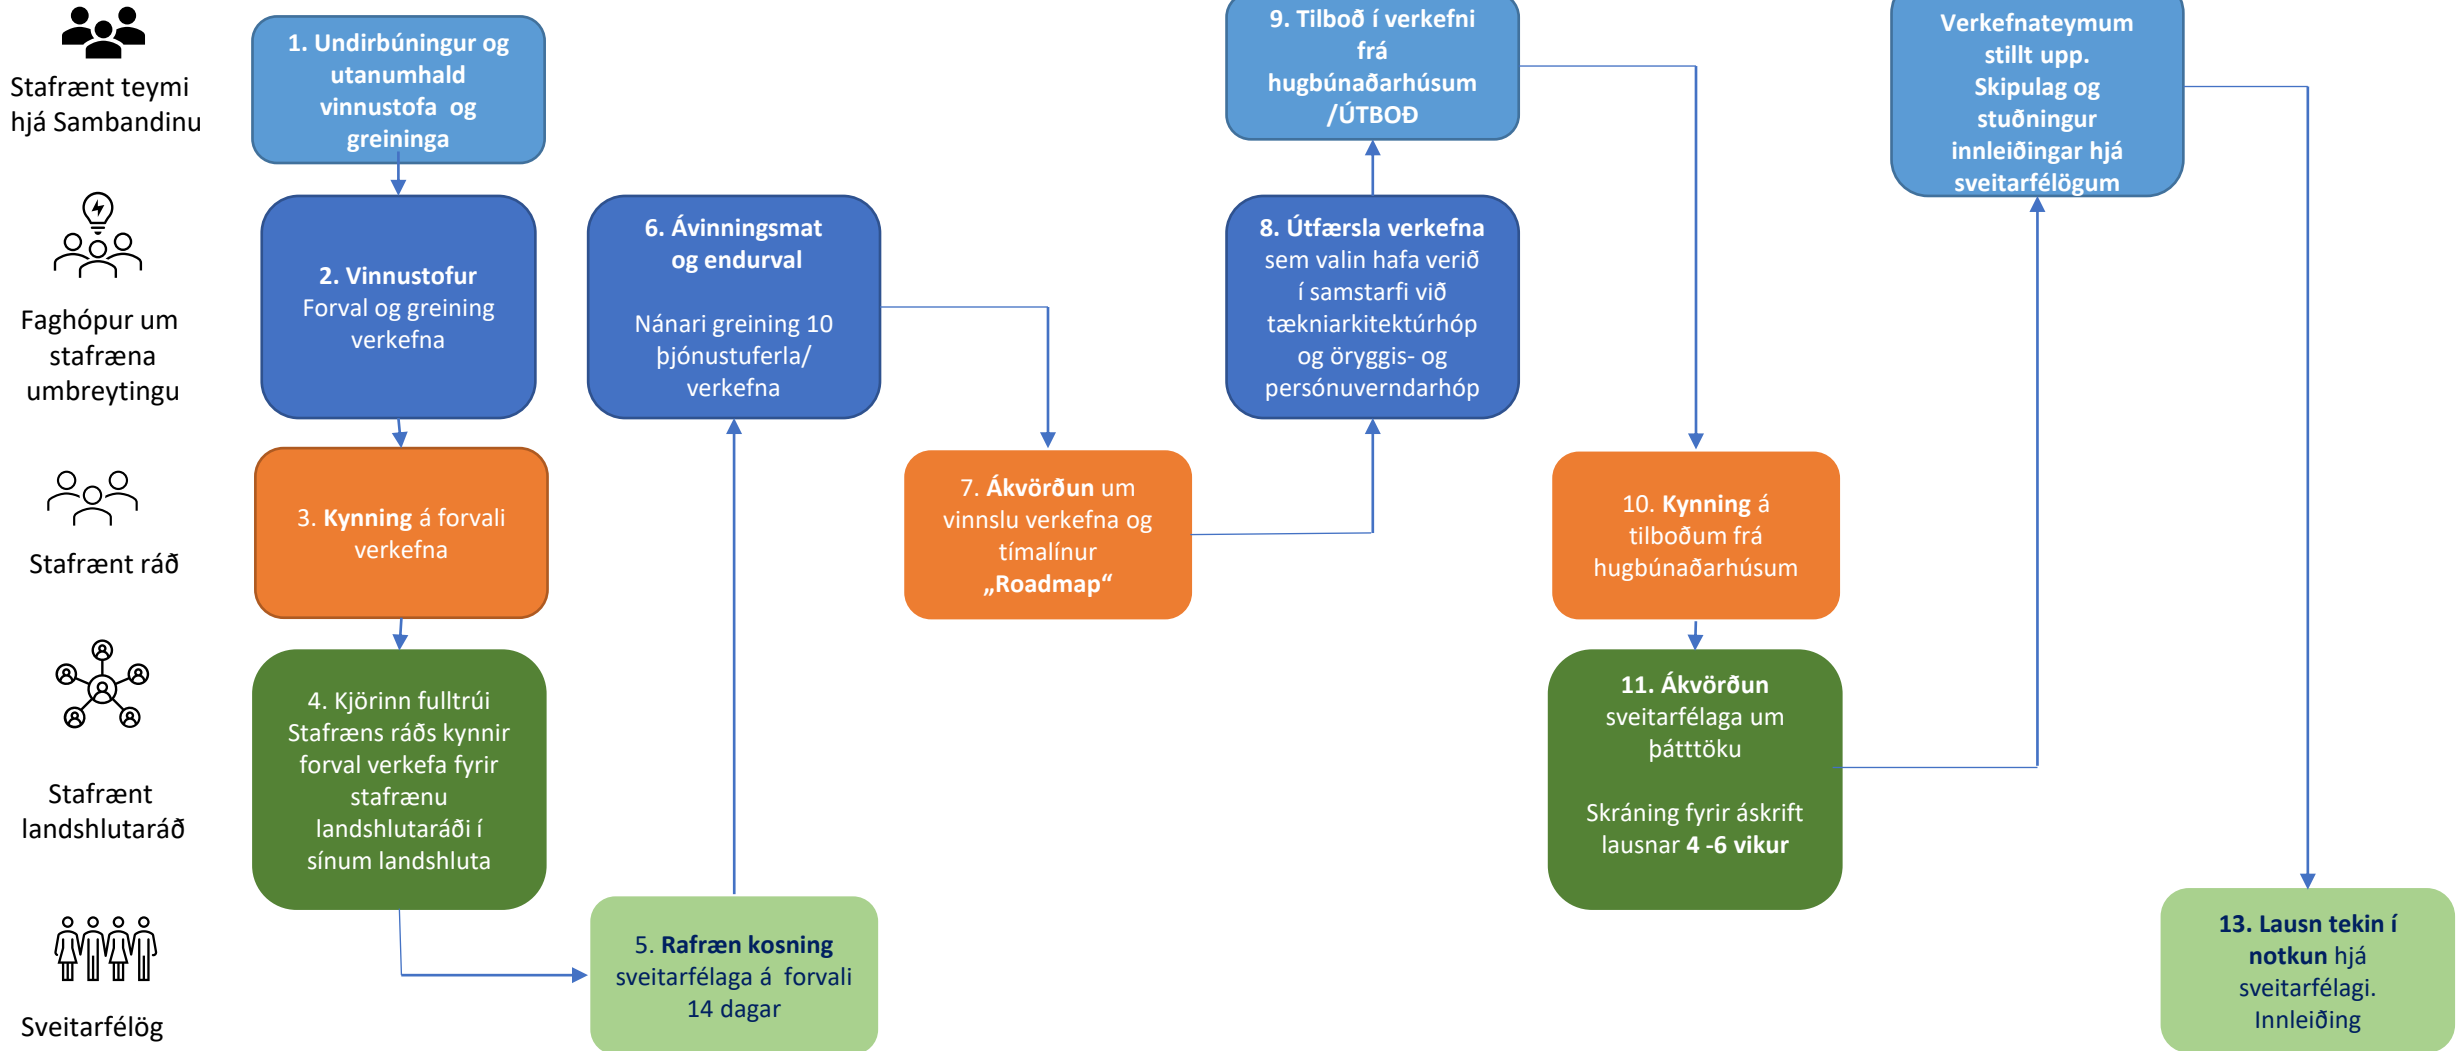 Stafrænt teymi
hjá Sambandinu
Faghópur um
stafræna
umbreytingu
Stafrænt ráð
Stafrænt
landshlutaráð
Sveitarfélög
1. Undirbúningur og
utanumhald
vinnustofa og
greininga
2. Vinnustofur
Forval og greining
verkefna
3. Kynning á forvali
verkefna
4. Kjörinn fulltrúi
Stafræns ráðs kynnir
forval verkefa fyrir
stafrænu
landshlutaráði í
sínum landshluta
5. Rafræn kosning
sveitarfélaga á forvali
14 dagar
6. Ávinningsmat
og endurval
Nánari greining 10
þjónustuferla/
verkefna
7. Ákvörðun um
vinnslu verkefna og
tímalínur
„Roadmap“
8. Útfærsla verkefna
sem valin hafa verið
í samstarfi við
tækniarkitektúrhóp
og öryggis- og
persónuverndarhóp
9. Tilboð í verkefni
frá
hugbúnaðarhúsum
/ÚTBOÐ
10. Kynning á
tilboðum frá
hugbúnaðarhúsum
11. Ákvörðun
sveitarfélaga um
þátttöku
Skráning fyrir áskrift
lausnar 4 -6 vikur
Verkefnateymum
stillt upp.
Skipulag og
stuðningur
innleiðingar hjá
sveitarfélögum
13. Lausn tekin í
notkun hjá
sveitarfélagi.
Innleiðing